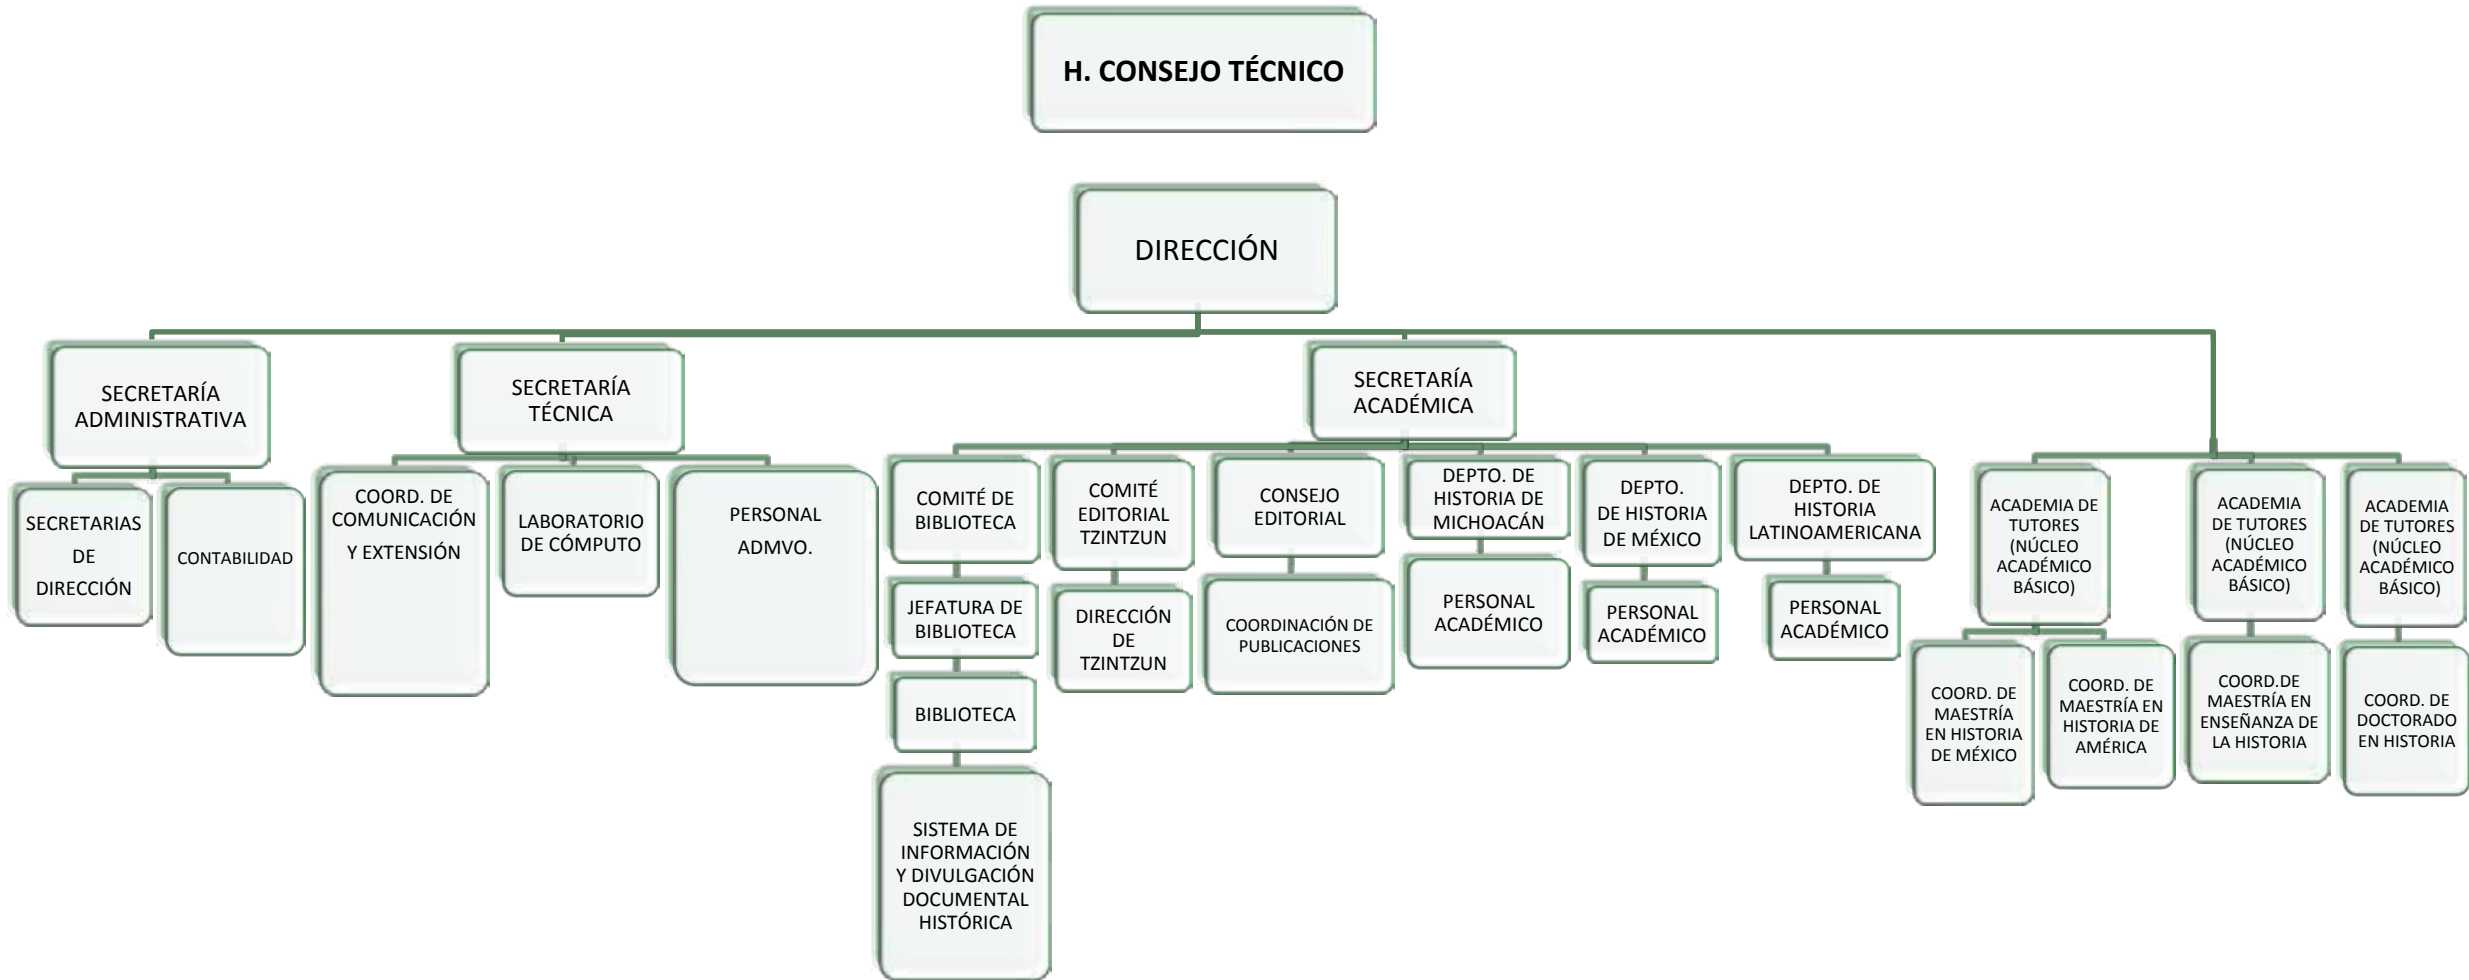 H. CONSEJO TÉCNICO
DIRECCIÓN
SECRETARÍA
ADMINISTRATIVA
SECRETARÍA
TÉCNICA
SECRETARÍA
ACADÉMICA
SECRETARIAS
DE
DIRECCIÓN
CONTABILIDAD
COORD. DE
COMUNICACIÓN
Y EXTENSIÓN
LABORATORIO
DE CÓMPUTO
PERSONAL
ADMVO.
COMITÉ DE
BIBLIOTECA
COMITÉ
EDITORIAL
TZINTZUN
CONSEJO
EDITORIAL
DEPTO. DE
HISTORIA DE
MICHOACÁN
DEPTO.
DE HISTORIA
DE MÉXICO
DEPTO. DE
HISTORIA
LATINOAMERICANA
ACADEMIA DE
TUTORES
(NÚCLEO
ACADÉMICO
BÁSICO)
ACADEMIA
DE TUTORES
(NÚCLEO
ACADÉMICO
BÁSICO)
ACADEMIA
DE TUTORES
(NÚCLEO
ACADÉMICO
BÁSICO)
JEFATURA DE
BIBLIOTECA
DIRECCIÓN
DE
TZINTZUN
COORDINACIÓN DE
PUBLICACIONES
PERSONAL
ACADÉMICO
PERSONAL
ACADÉMICO
PERSONAL
ACADÉMICO
COORD. DE
MAESTRÍA
EN HISTORIA
DE MÉXICO
COORD. DE
MAESTRÍA EN
HISTORIA DE
AMÉRICA
COORD.DE
MAESTRÍA EN
ENSEÑANZA DE
LA HISTORIA
COORD. DE
DOCTORADO
EN HISTORIA
BIBLIOTECA
SISTEMA DE
INFORMACIÓN
Y DIVULGACIÓN
DOCUMENTAL
HISTÓRICA